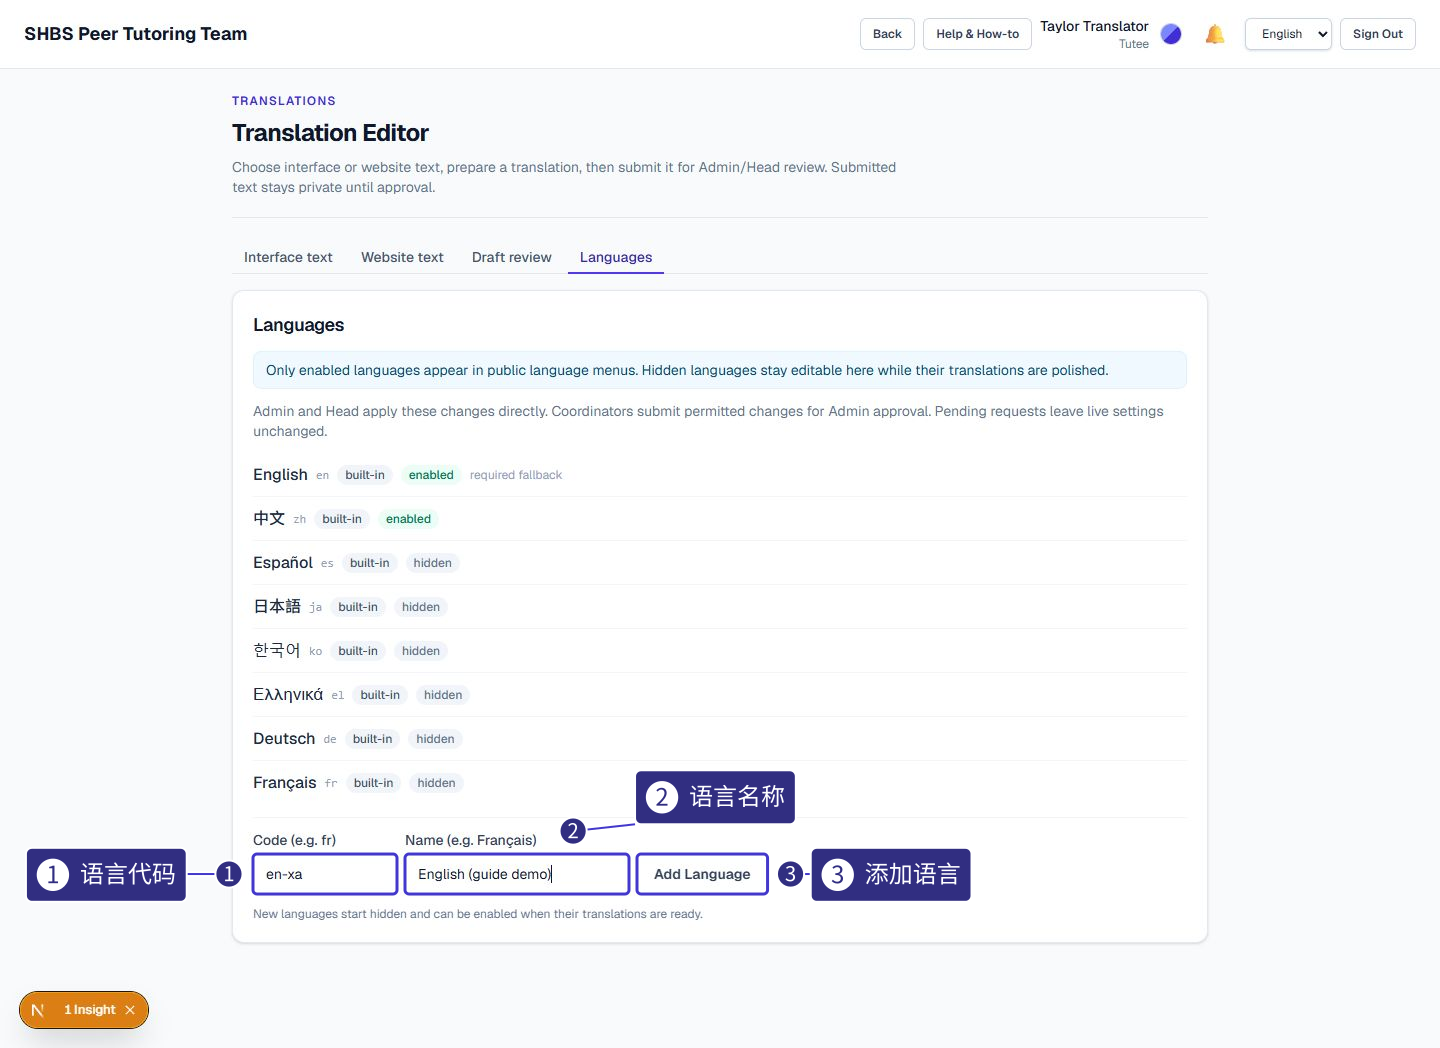 SHBS Peer Tutoring Team
Back
Help & How-to
Taylor Translator
Tutee
English
Sign Out
TRANSLATIONS
Translation Editor
Choose interface or website text, prepare a translation, then submit it for Admin/Head review. Submitted
text stays private until approval.
Interface text
Website text
Draft review
Languages
Languages
Only enabled languages appear in public language menus. Hidden languages stay editable here while their translations are polished.
Admin and Head apply these changes directly. Coordinators submit permitted changes for Admin approval. Pending requests leave live settings
unchanged.
English en built-in enabled required fallback
中文 zh built-in enabled
Español es built-in hidden
日本語 ja built-in hidden
한국어 ko built-in hidden
Ελληνικά el built-in hidden
Deutsch de built-in hidden
Français fr built-in hidden
2 语言名称
2
Code (e.g. fr)
Name (e.g. Français)
1 语言代码
1
en-xa
English (guide demo)
Add Language
3
3 添加语言
New languages start hidden and can be enabled when their translations are ready.
N 1 Insight